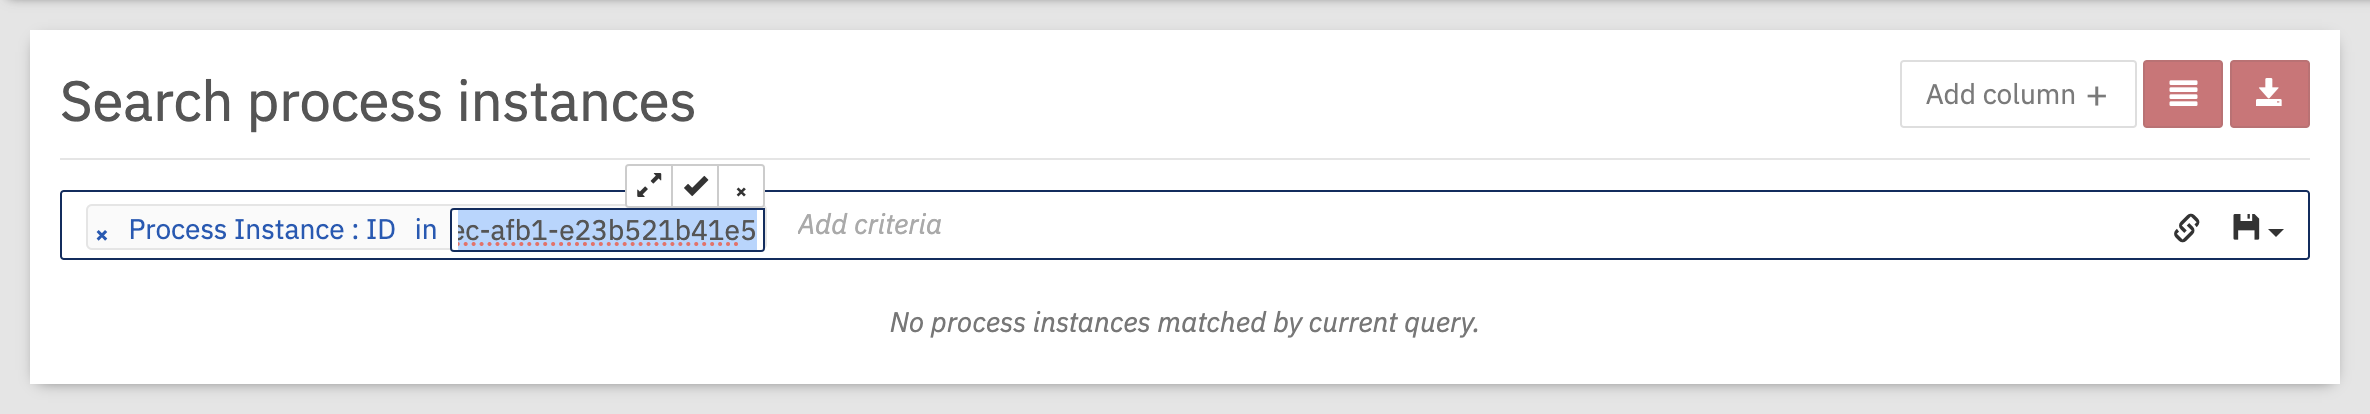 Search process instances
Add column +
× Process Instance : ID in ec-afb1-e23b521b41e5 Add criteria
No process instances matched by current query.